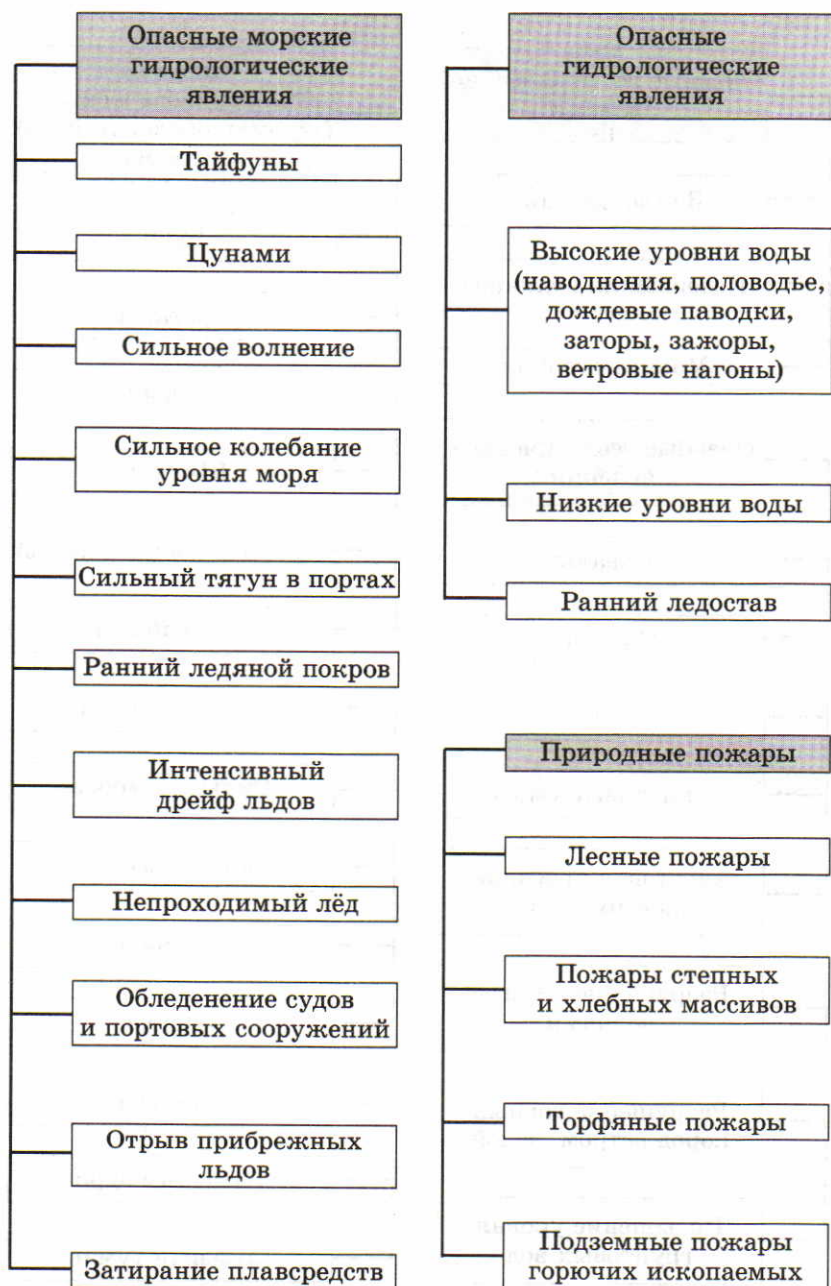 Опасные морские
гидрологические
явления
Тайфуны
Цунами
Сильное волнение
Сильное колебание
уровня моря
Сильный тягун в портах
Ранний ледяной покров
Интенсивный
дрейф льдов
Непроходимый лёд
Обледенение судов
и портовых сооружений
Отрыв прибрежных
льдов
Затирание плавсредств
Опасные
гидрологические
явления
Высокие уровни воды
(наводнения, половодье,
дождевые паводки,
заторы, зажоры,
ветровые нагоны)
Низкие уровни воды
Ранний ледостав
Природные пожары
Лесные пожары
Пожары степных
и хлебных массивов
Торфяные пожары
Подземные пожары
горючих ископаемых